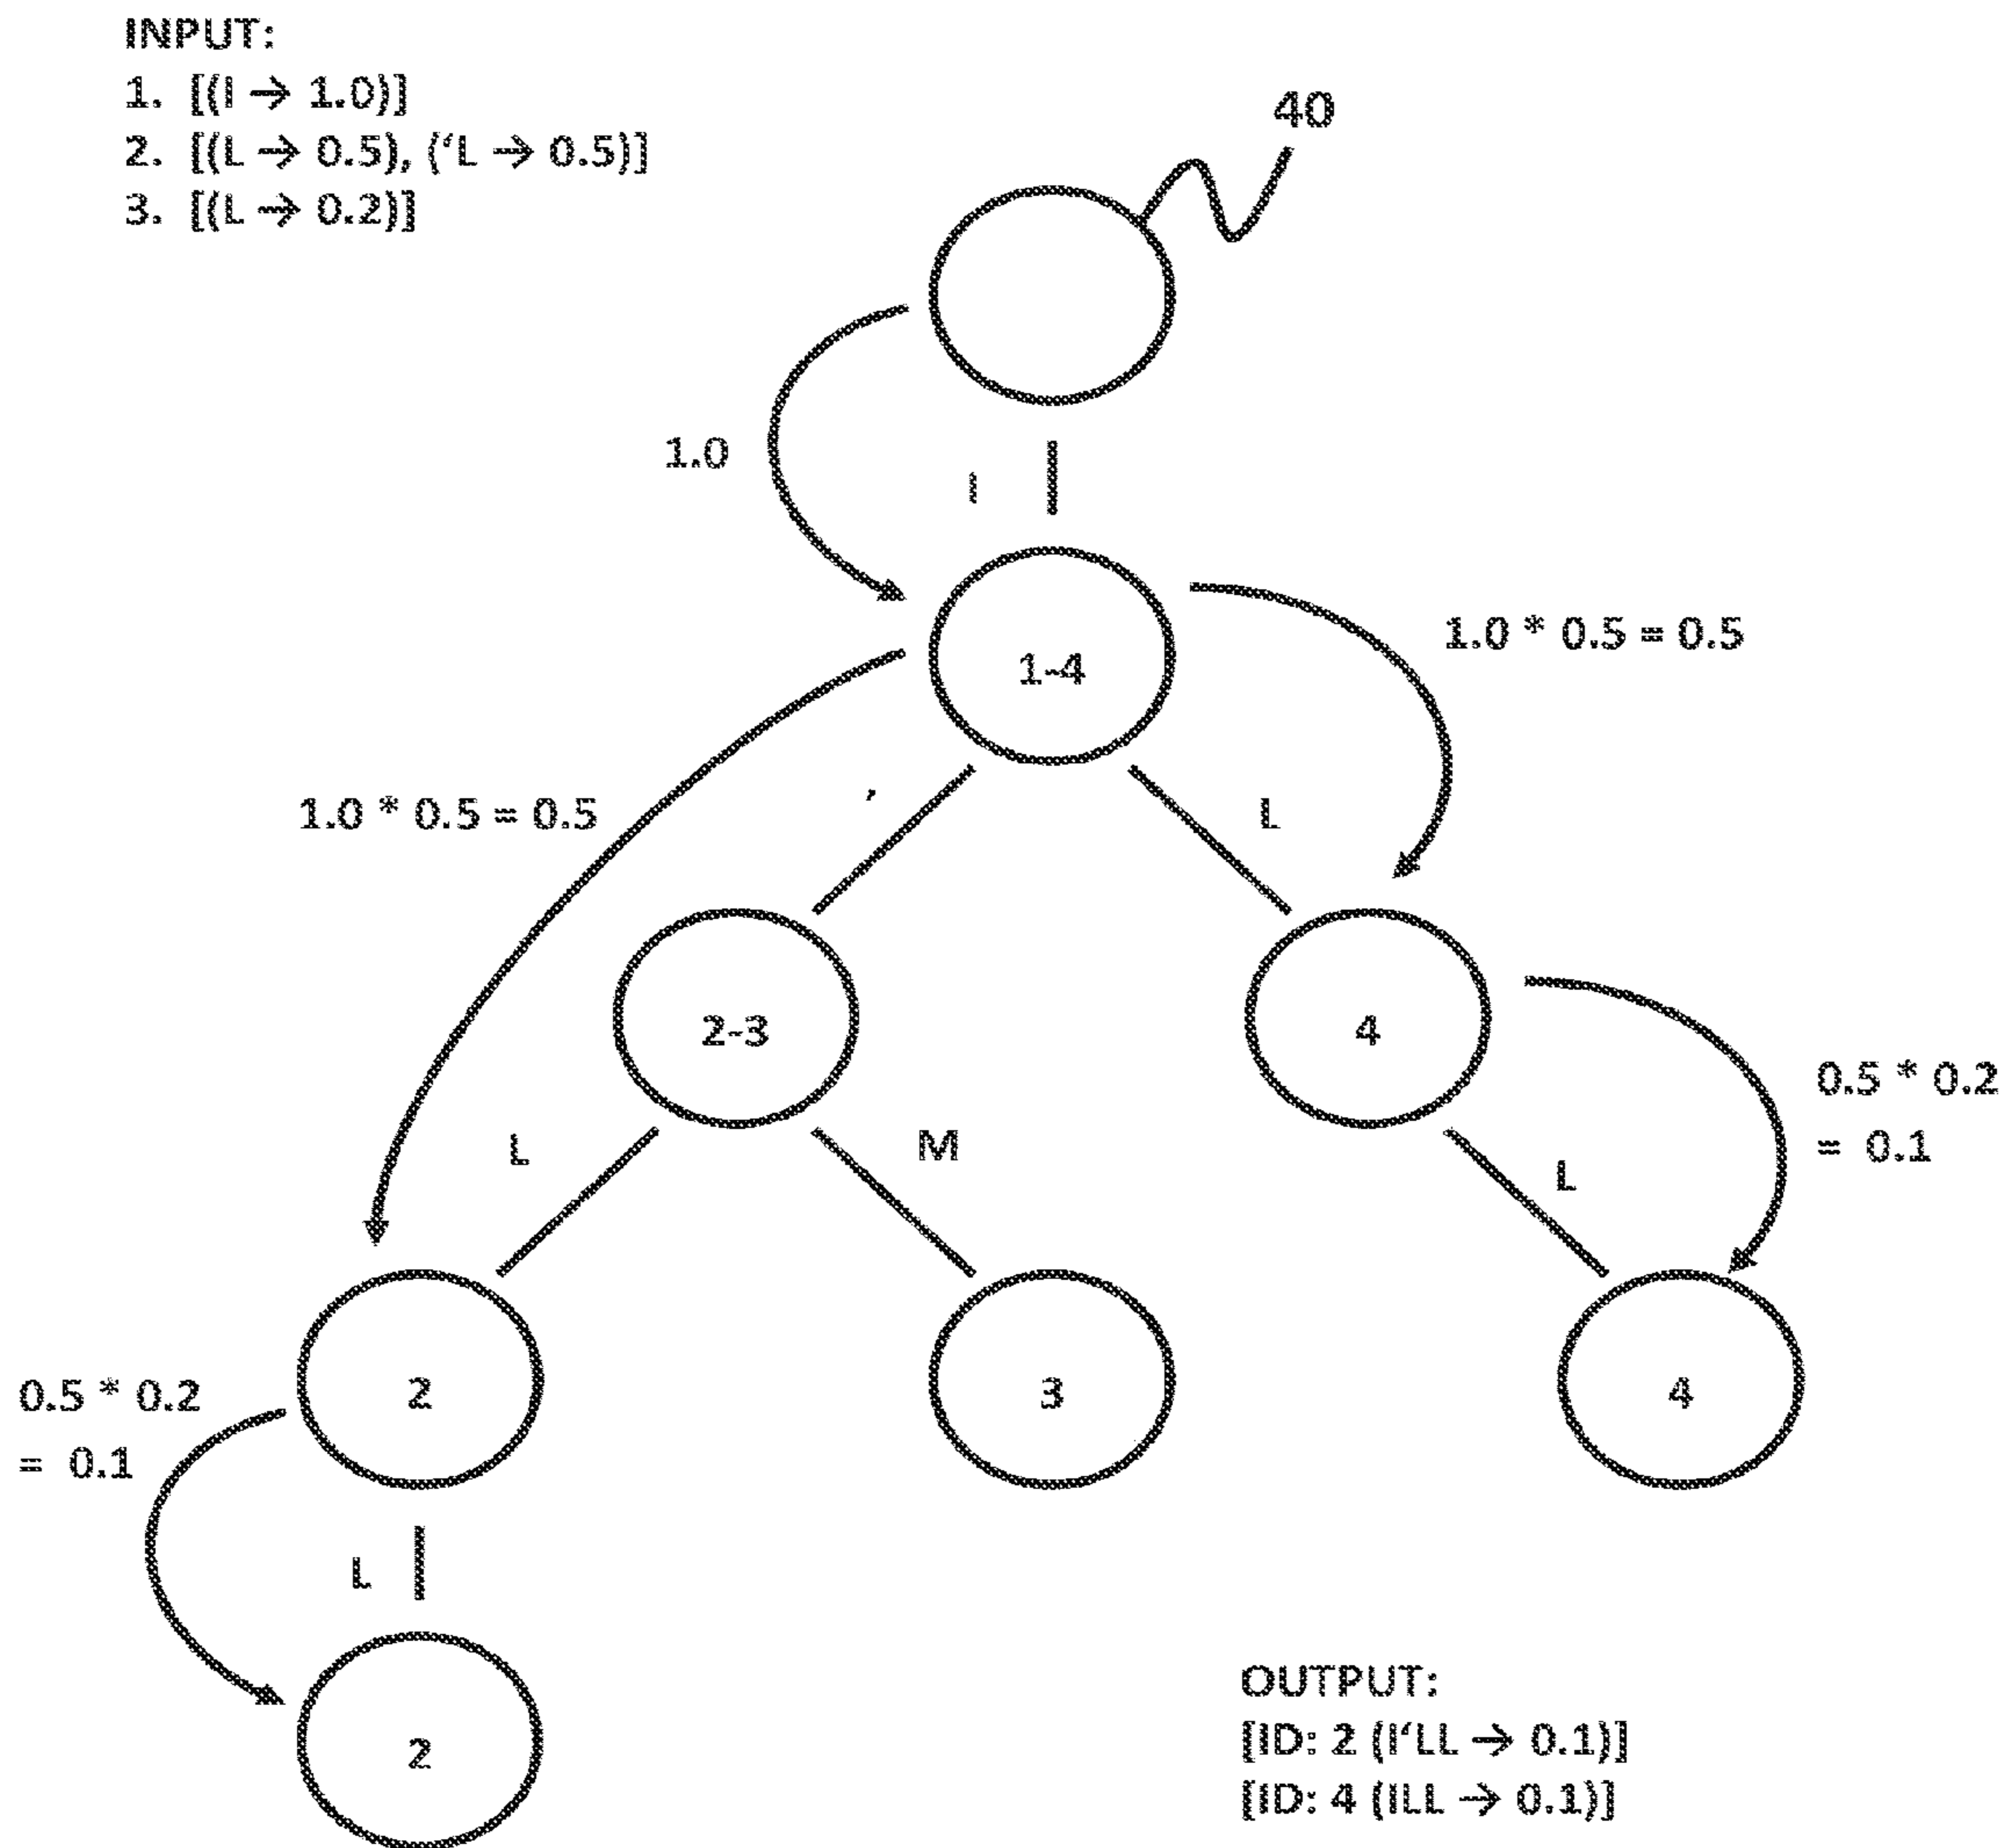 INPUT:
1. [(I → 1.0)]
2. [(L → 0.5), (‘L → 0.5)]
3. [(L → 0.2)]
40
1.0
I
1-4
1.0 * 0.5 = 0.5
1.0 * 0.5 = 0.5
’
L
2-3
4
L
M
L
0.5 * 0.2
= 0.1
2
3
4
0.5 * 0.2
= 0.1
L
2
OUTPUT:
[ID: 2 (I‘LL → 0.1)]
[ID: 4 (ILL → 0.1)]